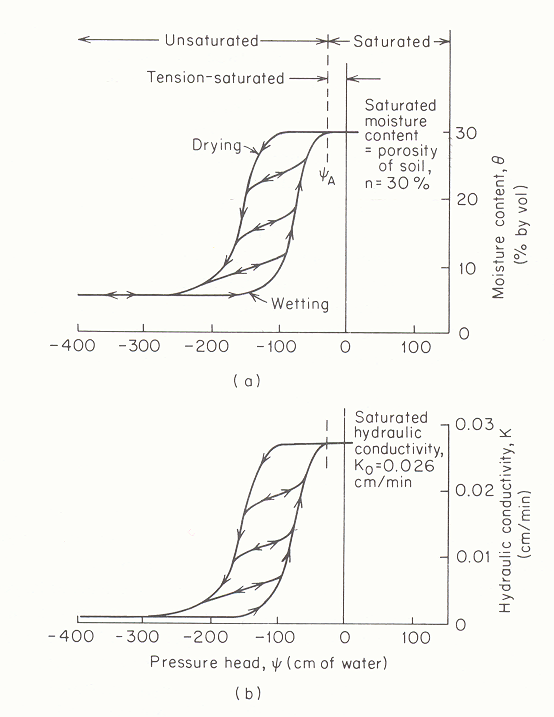 Unsaturated
Saturated
Tension-saturated
Saturated
moisture
content
= porosity
of soil,
n= 30 %
Drying
ψA
Wetting
30
20
10
0
Moisture content, θ
(% by vol)
-400 -300 -200 -100 0 100
(a)
Saturated
hydraulic
conductivity,
K₀=0.026
cm/min
0.03
0.02
0.01
0
Hydraulic conductivity, K
(cm/min)
-400 -300 -200 -100 0 100
Pressure head, ψ (cm of water)
(b)